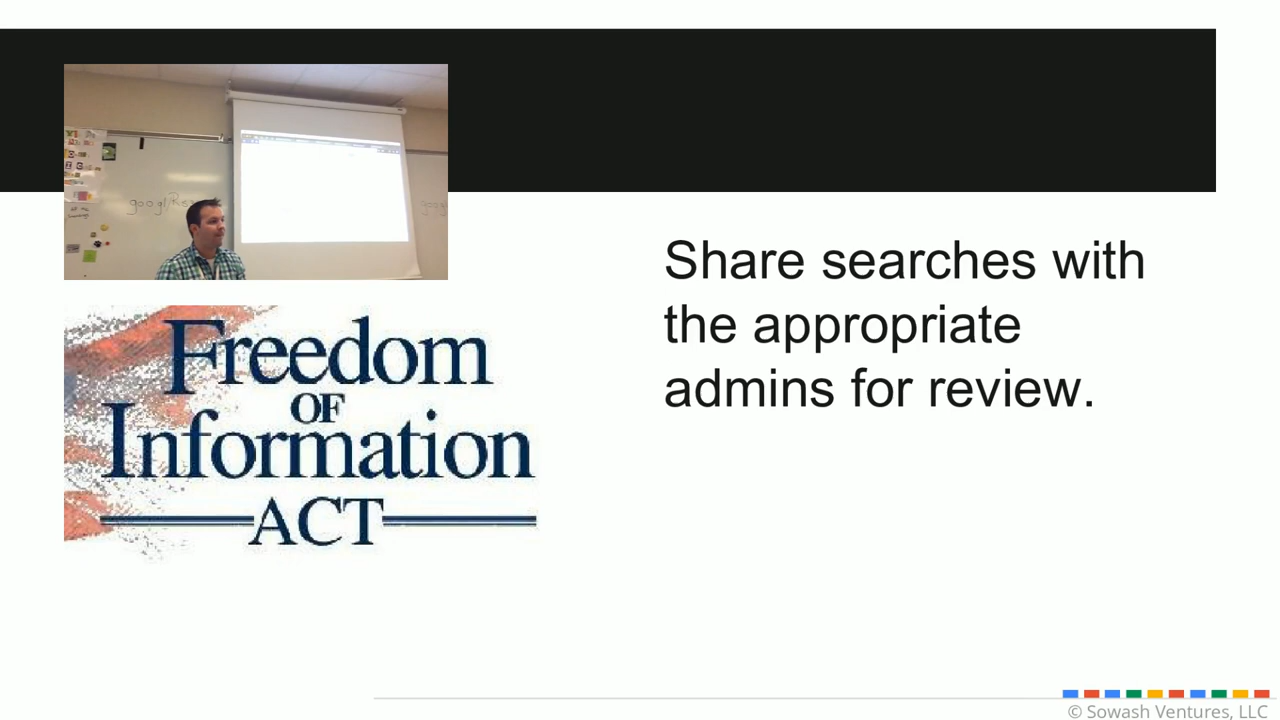 Share searches with
the appropriate
admins for review.
Freedom
OF
Information
ACT
© Sowash Ventures, LLC